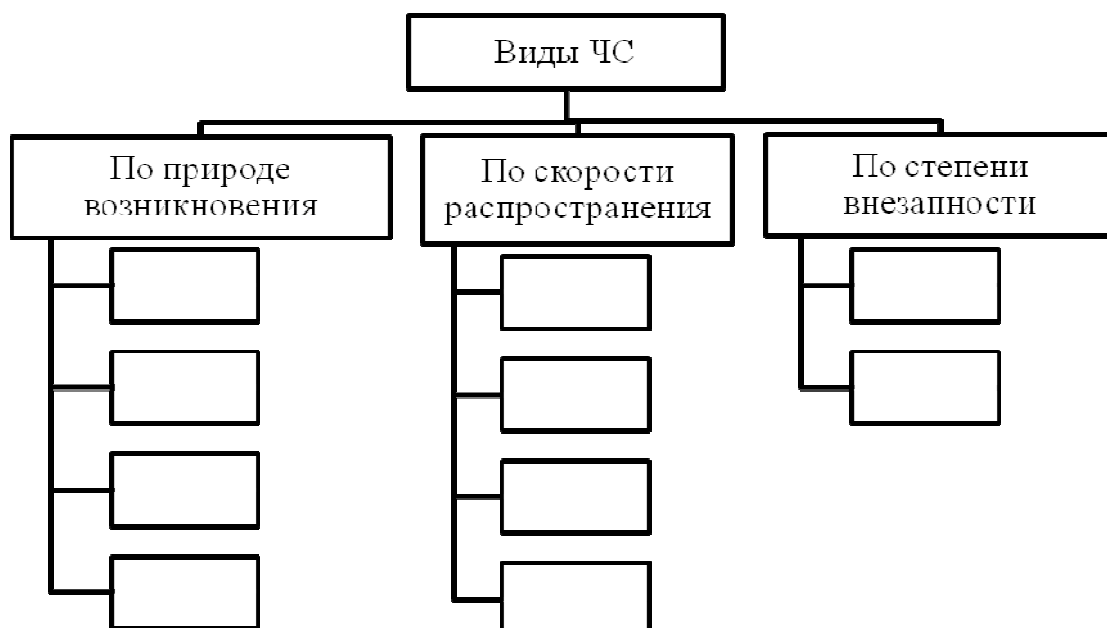 Виды ЧС
По природе
возникновения
По скорости
распространения
По степени
внезапности